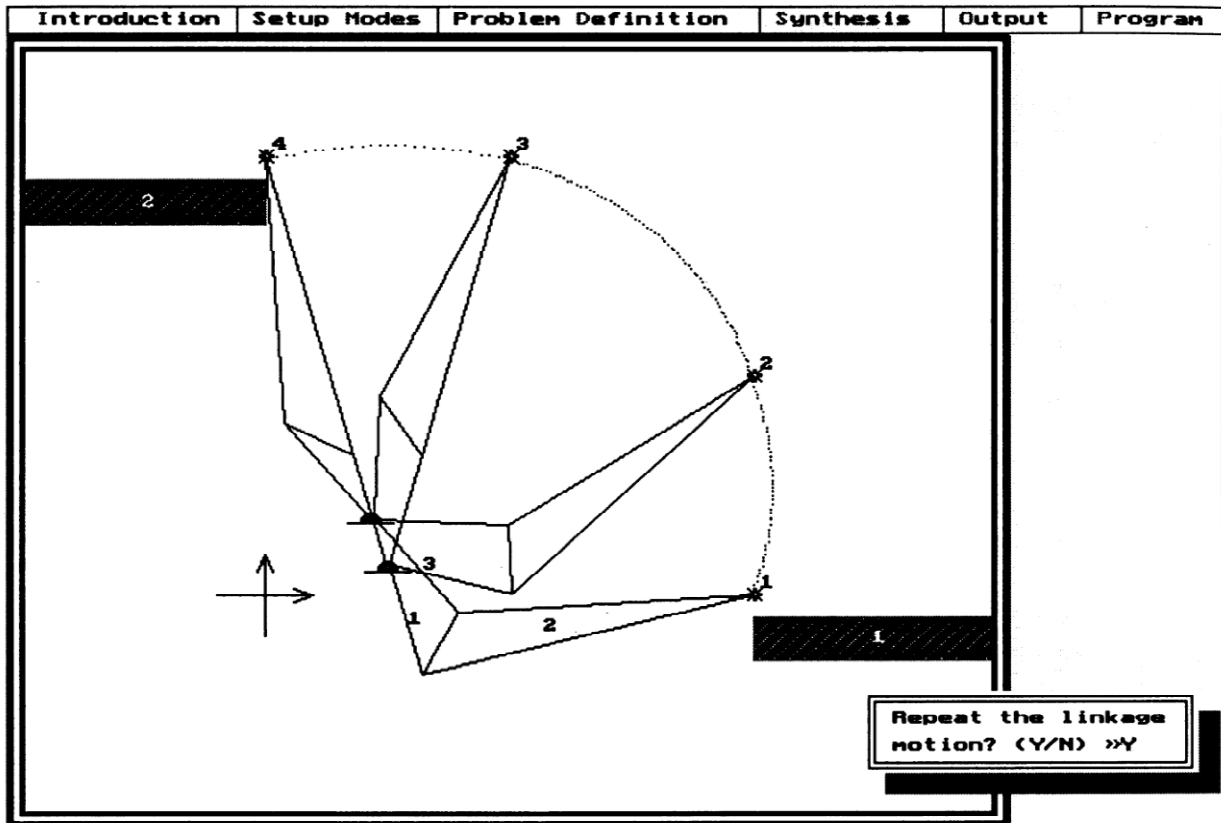 Introduction Setup Modes Problem Definition Synthesis Output Program
4 3
2
2
3
1
1 2
1
Repeat the linkage
motion? (Y/N) »Y